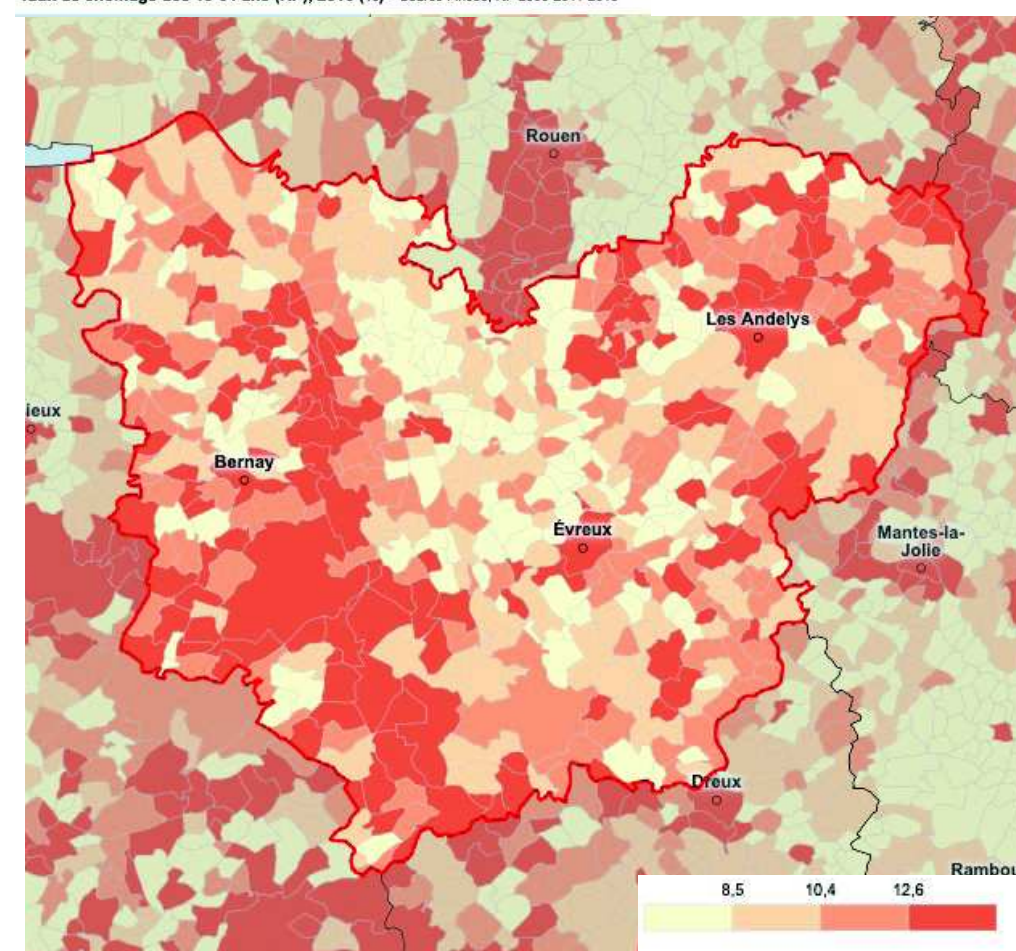 Rouen
Les Andelys
ieux
Bernay
Évreux
Mantes-la-
Jolie
Dreux
Rambou
8,5 10,4 12,6